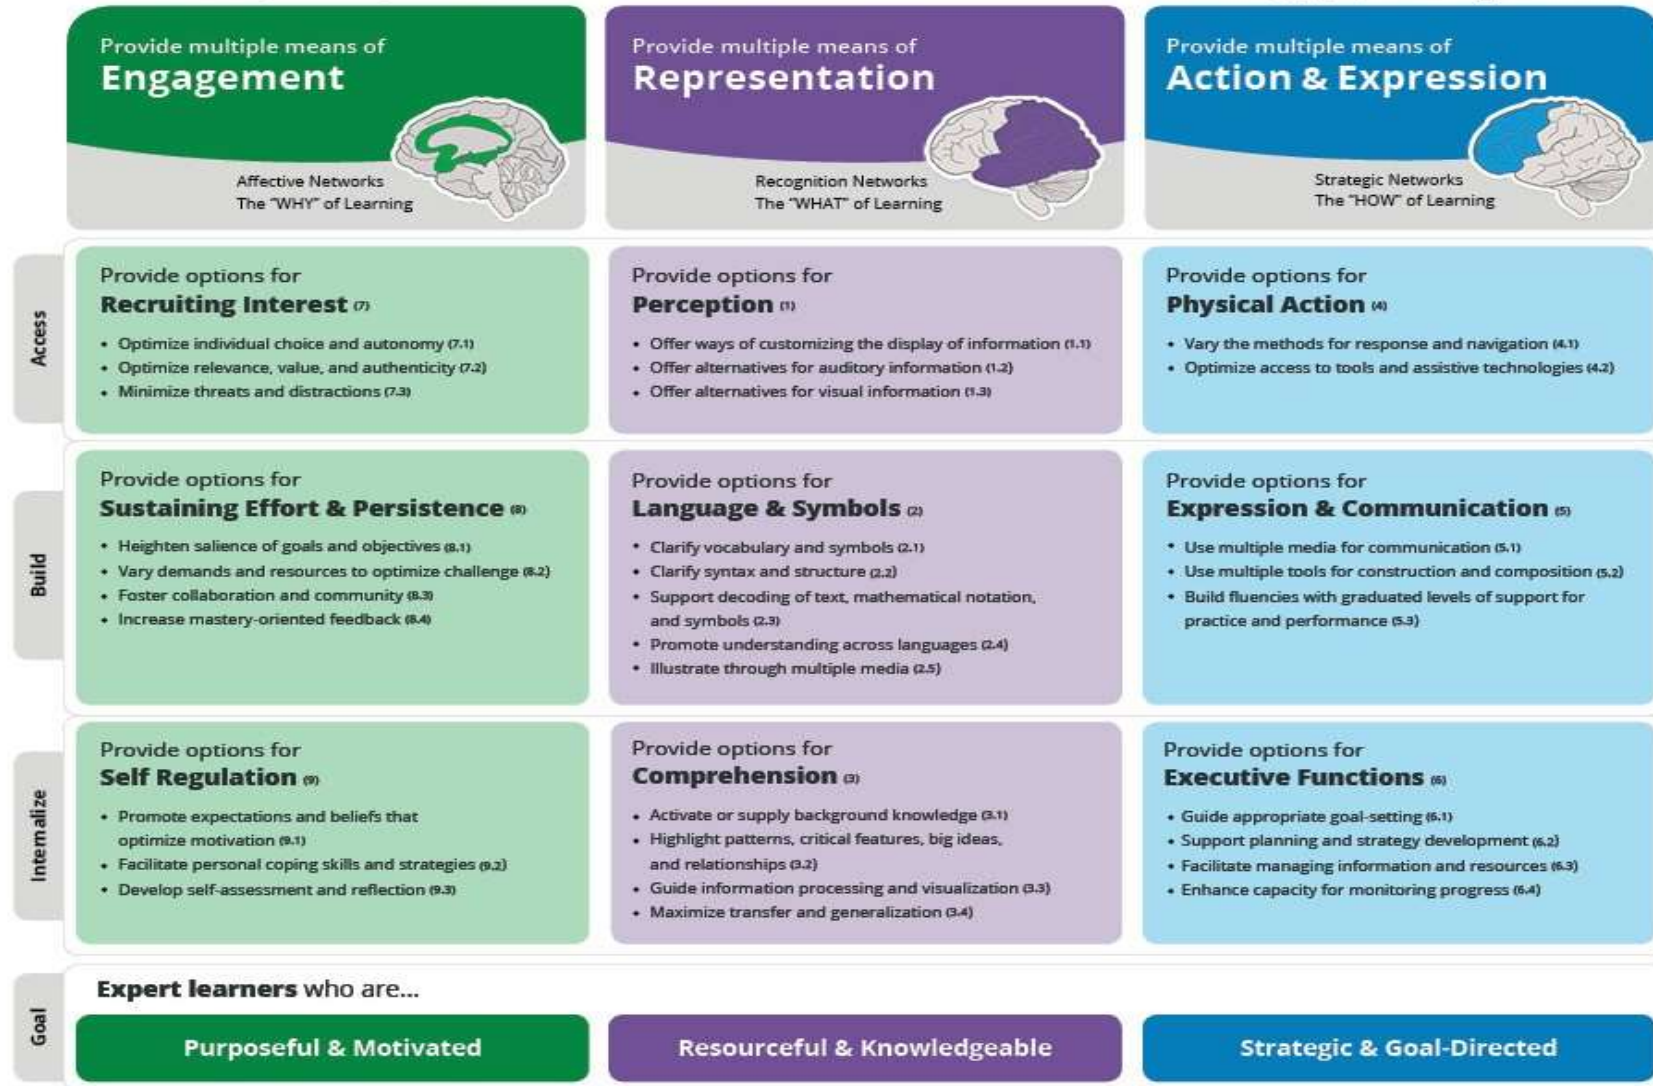 Provide multiple means of
Engagement
Affective Networks
The "WHY" of Learning
Provide multiple means of
Representation
Recognition Networks
The "WHAT" of Learning
Provide multiple means of
Action & Expression
Strategic Networks
The "HOW" of Learning
Access
Provide options for
Recruiting Interest (7)
• Optimize individual choice and autonomy (7.1)
• Optimize relevance, value, and authenticity (7.2)
• Minimize threats and distractions (7.3)
Provide options for
Perception (1)
• Offer ways of customizing the display of information (1.1)
• Offer alternatives for auditory information (1.2)
• Offer alternatives for visual information (1.3)
Provide options for
Physical Action (4)
• Vary the methods for response and navigation (4.1)
• Optimize access to tools and assistive technologies (4.2)
Build
Provide options for
Sustaining Effort & Persistence (8)
• Heighten salience of goals and objectives (8.1)
• Vary demands and resources to optimize challenge (8.2)
• Foster collaboration and community (8.3)
• Increase mastery-oriented feedback (8.4)
Provide options for
Language & Symbols (2)
• Clarify vocabulary and symbols (2.1)
• Clarify syntax and structure (2.2)
• Support decoding of text, mathematical notation,
and symbols (2.3)
• Promote understanding across languages (2.4)
• Illustrate through multiple media (2.5)
Provide options for
Expression & Communication (5)
• Use multiple media for communication (5.1)
• Use multiple tools for construction and composition (5.2)
• Build fluencies with graduated levels of support for
practice and performance (5.3)
Internalize
Provide options for
Self Regulation (9)
• Promote expectations and beliefs that
optimize motivation (9.1)
• Facilitate personal coping skills and strategies (9.2)
• Develop self-assessment and reflection (9.3)
Provide options for
Comprehension (3)
• Activate or supply background knowledge (3.1)
• Highlight patterns, critical features, big ideas,
and relationships (3.2)
• Guide information processing and visualization (3.3)
• Maximize transfer and generalization (3.4)
Provide options for
Executive Functions (6)
• Guide appropriate goal-setting (6.1)
• Support planning and strategy development (6.2)
• Facilitate managing information and resources (6.3)
• Enhance capacity for monitoring progress (6.4)
Goal
Expert learners who are...
Purposeful & Motivated
Resourceful & Knowledgeable
Strategic & Goal-Directed